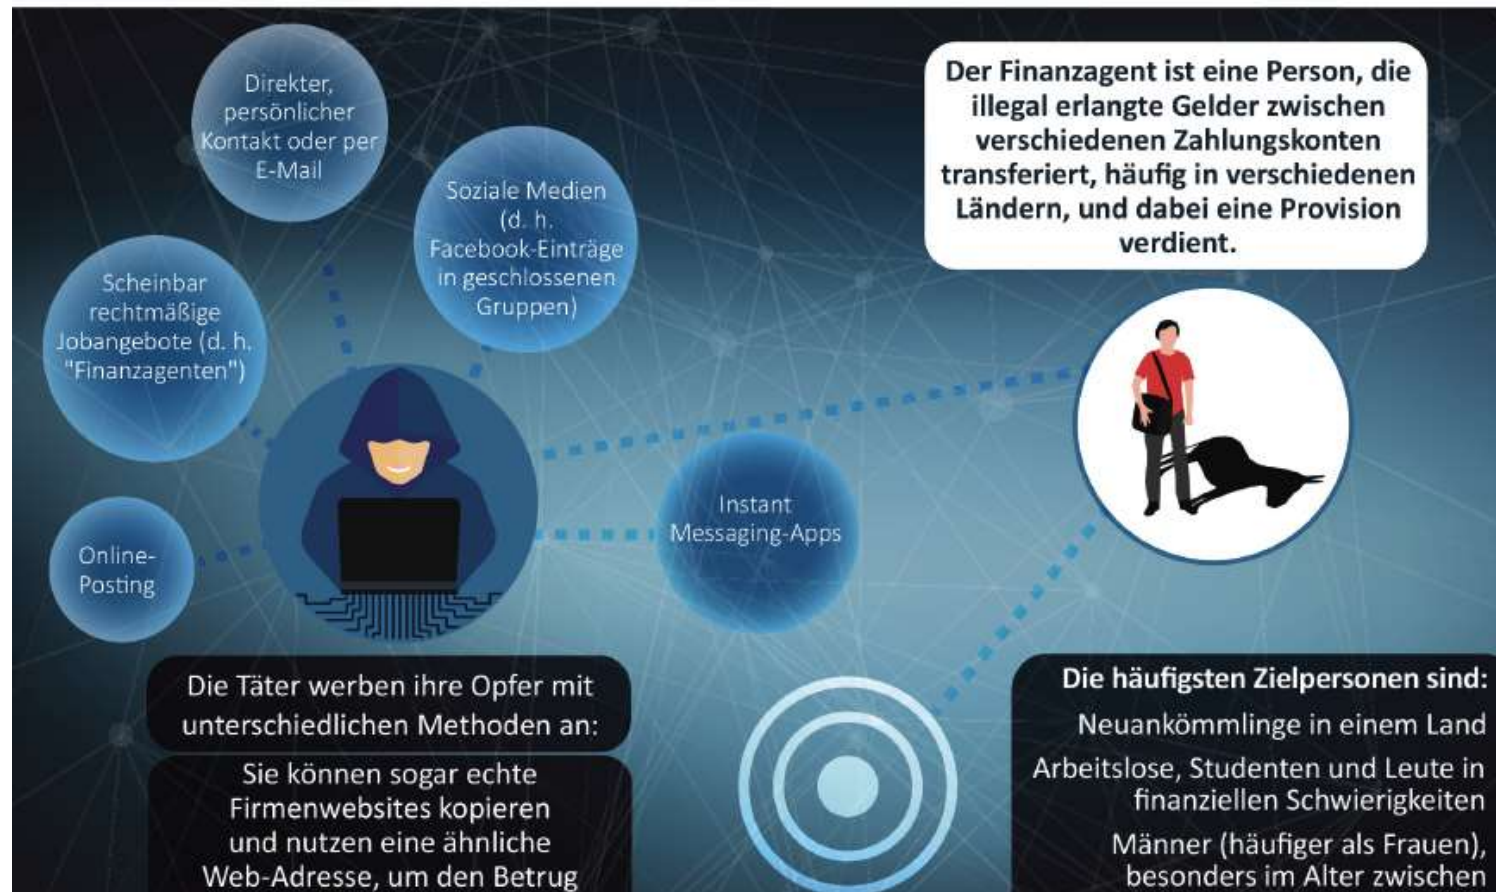 Direkter,
persönlicher
Kontakt oder per
E-Mail
Soziale Medien
(d. h.
Facebook-Einträge
in geschlossenen
Gruppen)
Scheinbar
rechtmäßige
Jobangebote (d. h.
"Finanzagenten")
Online-
Posting
Instant
Messaging-Apps
Der Finanzagent ist eine Person, die
illegal erlangte Gelder zwischen
verschiedenen Zahlungskonten
transferiert, häufig in verschiedenen
Ländern, und dabei eine Provision
verdient.
Die Täter werben ihre Opfer mit
unterschiedlichen Methoden an:
Sie können sogar echte
Firmenwebsites kopieren
und nutzen eine ähnliche
Web-Adresse, um den Betrug
Die häufigsten Zielpersonen sind:
Neuankömmlinge in einem Land
Arbeitslose, Studenten und Leute in
finanziellen Schwierigkeiten
Männer (häufiger als Frauen),
besonders im Alter zwischen